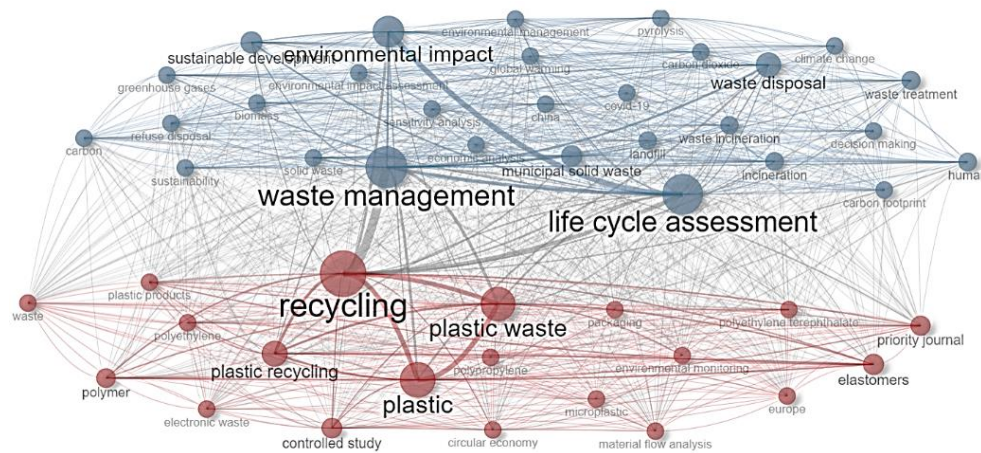 environmental management
pyrolysis
sustainable development
environmental impact
climate change
global warming
carbon dioxide
greenhouse gases
environmental impact assessment
waste disposal
waste treatment
covid-19
biomass
sensitivity analysis
china
refuse disposal
waste incineration
decision making
carbon
economic analysis
landfill
solid waste
municipal solid waste
incineration
humans
sustainability
waste management
carbon footprint
life cycle assessment
plastic products
recycling
waste
plastic waste
packaging
polyethylene terephthalate
polyethylene
priority journal
plastic recycling
polypropylene
environmental monitoring
elastomers
polymer
plastic
microplastic
europe
electronic waste
controlled study
circular economy
material flow analysis